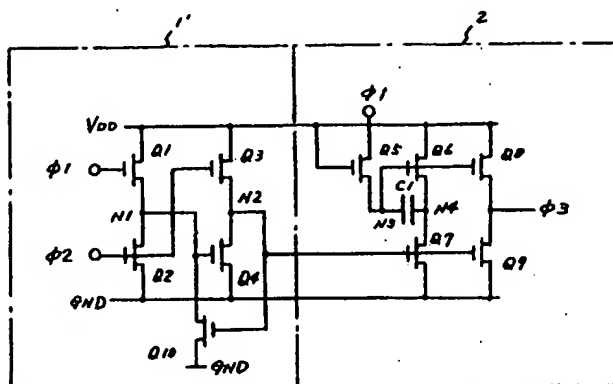 1'
2
φ1
VDD
Q1
Q3
Q5
Q6
Q8
φ1
C1
N1
N2
N3
N4
φ3
φ2
Q2
Q4
Q7
Q9
GND
Q10
GND